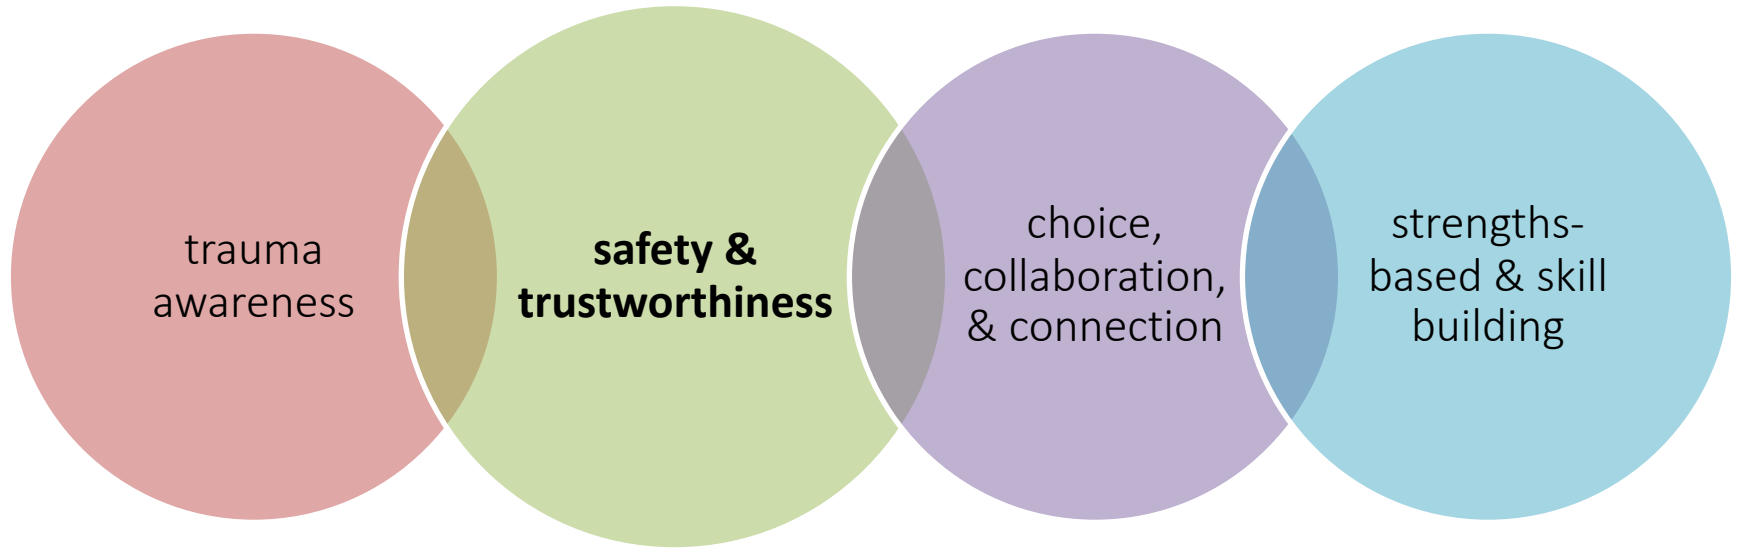 trauma
awareness
safety &
trustworthiness
choice,
collaboration,
& connection
strengths-
based & skill
building